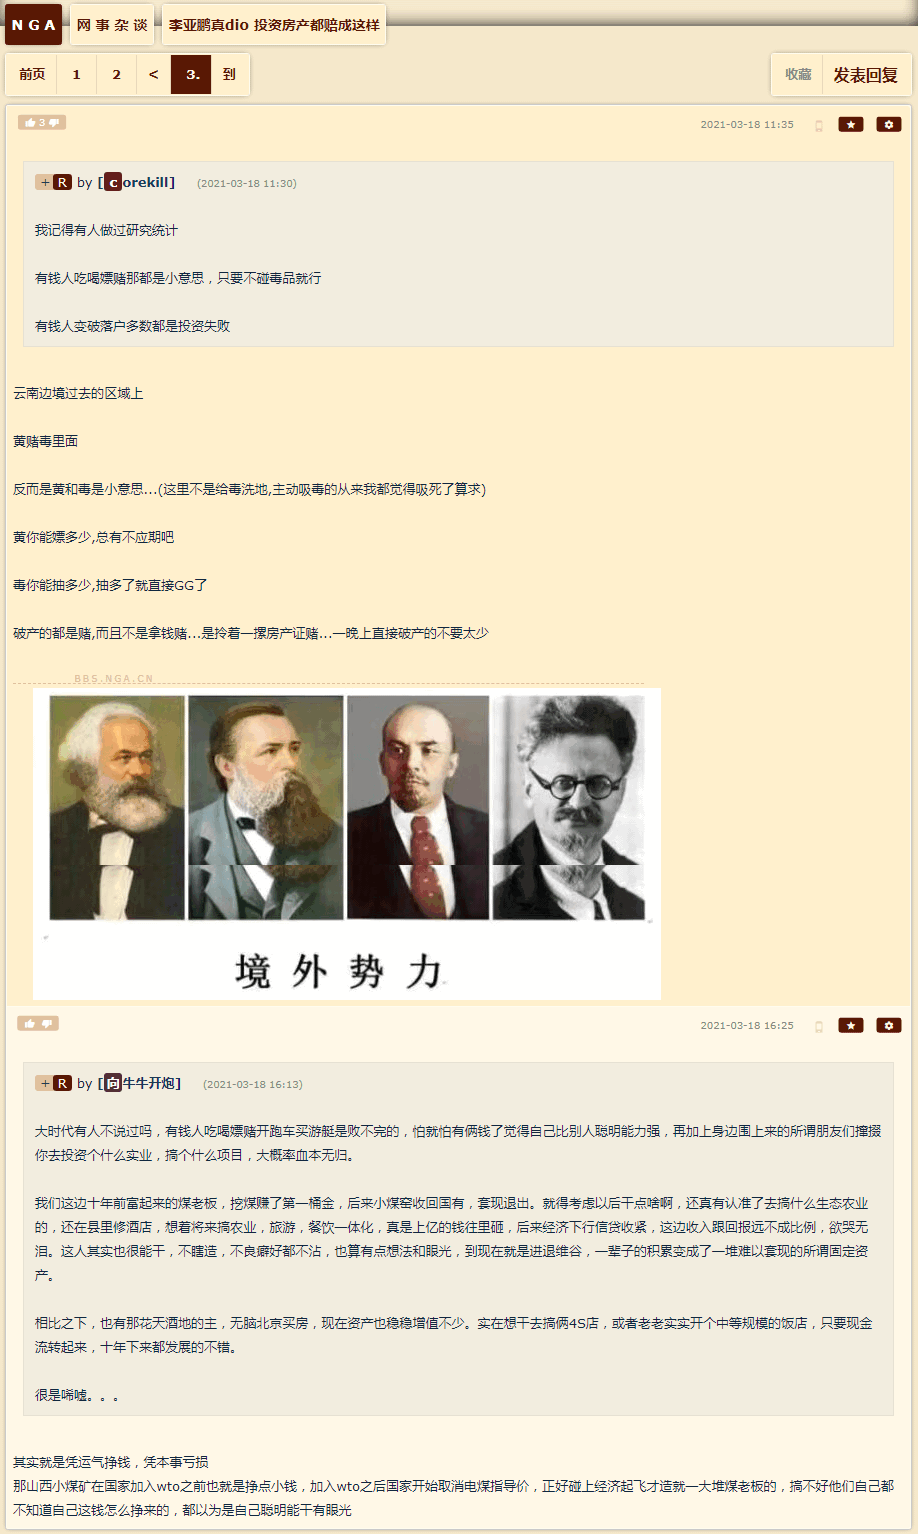 NGA 网事杂谈 李亚鹏真dio 投资房产都赔成这样
前页 1 2 < 3. 到 收藏 发表回复
3 2021-03-18 11:35
+ R by [corekill] (2021-03-18 11:30)
我记得有人做过研究统计
有钱人吃喝嫖赌那都是小意思，只要不碰毒品就行
有钱人变破落户多数都是投资失败
云南边境过去的区域上
黄赌毒里面
反而是黄和毒是小意思...(这里不是给毒洗地,主动吸毒的从来我都觉得吸死了算求)
黄你能嫖多少,总有不应期吧
毒你能抽多少,抽多了就直接GG了
破产的都是赌,而且不是拿钱赌...是拎着一摞房产证赌...一晚上直接破产的不要太少
BBS.NGA.CN
境外势力
2021-03-18 16:25
+ R by [向牛牛开炮] (2021-03-18 16:13)
大时代有人不说过吗，有钱人吃喝嫖赌开跑车买游艇是败不完的，怕就怕有俩钱了觉得自己比别人聪明能力强，再加上身边围上来的所谓朋友们撺掇
你去投资个什么实业，搞个什么项目，大概率血本无归。
我们这边十年前富起来的煤老板，挖煤赚了第一桶金，后来小煤窑收回国有，套现退出。就得考虑以后干点啥啊，还真有认准了去搞什么生态农业
的，还在县里修酒店，想着将来搞农业，旅游，餐饮一体化，真是上亿的钱往里砸，后来经济下行信贷收紧，这边收入跟回报远不成比例，欲哭无
泪。这人其实也很能干，不瞎造，不良癖好都不沾，也算有点想法和眼光，到现在就是进退维谷，一辈子的积累变成了一堆难以套现的所谓固定资
产。
相比之下，也有那花天酒地的主，无脑北京买房，现在资产也稳稳增值不少。实在想干去搞俩4S店，或者老老实实开个中等规模的饭店，只要现金
流转起来，十年下来都发展的不错。
很是唏嘘。。。
其实就是凭运气挣钱，凭本事亏损
那山西小煤矿在国家加入wto之前也就是挣点小钱，加入wto之后国家开始取消电煤指导价，正好碰上经济起飞才造就一大堆煤老板的，搞不好他们自己都
不知道自己这钱怎么挣来的，都以为是自己聪明能干有眼光